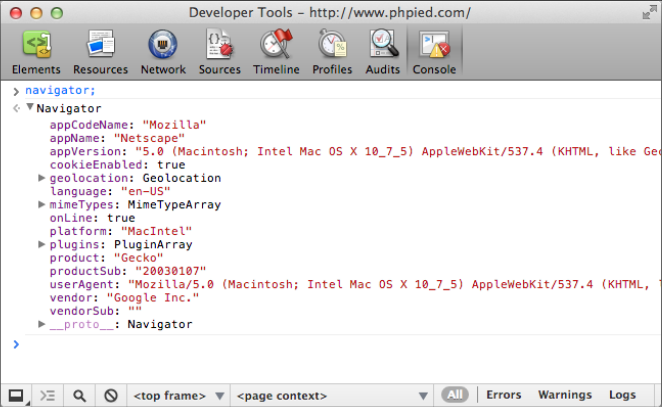 Developer Tools - http://www.phpied.com/
Elements Resources Network Sources Timeline Profiles Audits Console
> navigator;
Navigator
appCodeName: "Mozilla"
appName: "Netscape"
appVersion: "5.0 (Macintosh; Intel Mac OS X 10_7_5) AppleWebKit/537.4 (KHTML, like Gec
cookieEnabled: true
geolocation: Geolocation
language: "en-US"
mimeTypes: MimeTypeArray
onLine: true
platform: "MacIntel"
plugins: PluginArray
product: "Gecko"
productSub: "20030107"
userAgent: "Mozilla/5.0 (Macintosh; Intel Mac OS X 10_7_5) AppleWebKit/537.4 (KHTML, l
vendor: "Google Inc."
vendorSub: ""
__proto__: Navigator
>
<top frame> <page context> All Errors Warnings Logs